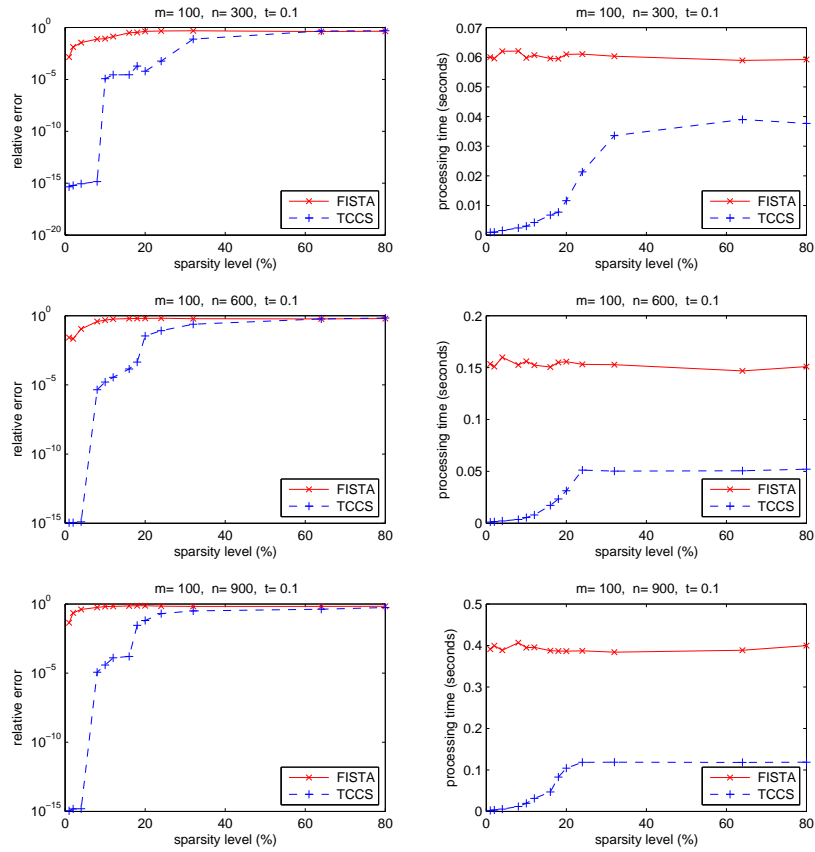 m= 100, n= 300, t= 0.1
10^0
10^-5
10^-10
10^-15
10^-20
relative error
0 20 40 60 80
sparsity level (%)
FISTA
TCCS
m= 100, n= 300, t= 0.1
0.07
0.06
0.05
0.04
0.03
0.02
0.01
0
processing time (seconds)
0 20 40 60 80
sparsity level (%)
FISTA
TCCS
m= 100, n= 600, t= 0.1
10^0
10^-5
10^-10
10^-15
relative error
0 20 40 60 80
sparsity level (%)
FISTA
TCCS
m= 100, n= 600, t= 0.1
0.2
0.15
0.1
0.05
0
processing time (seconds)
0 20 40 60 80
sparsity level (%)
FISTA
TCCS
m= 100, n= 900, t= 0.1
10^0
10^-5
10^-10
10^-15
relative error
0 20 40 60 80
sparsity level (%)
FISTA
TCCS
m= 100, n= 900, t= 0.1
0.5
0.4
0.3
0.2
0.1
0
processing time (seconds)
0 20 40 60 80
sparsity level (%)
FISTA
TCCS